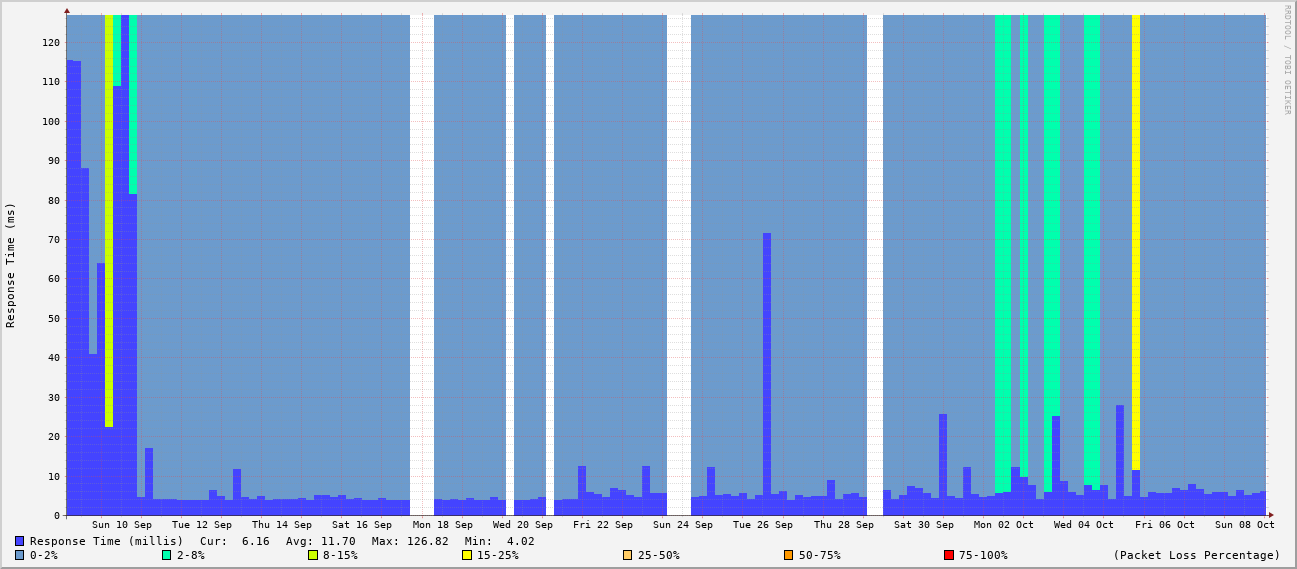 RRDTOOL / TOBI OETIKER
Response Time (ms)
120
110
100
90
80
70
60
50
40
30
20
10
0
Sun 10 Sep Tue 12 Sep Thu 14 Sep Sat 16 Sep Mon 18 Sep Wed 20 Sep Fri 22 Sep Sun 24 Sep Tue 26 Sep Thu 28 Sep Sat 30 Sep Mon 02 Oct Wed 04 Oct Fri 06 Oct Sun 08 Oct
Response Time (millis) Cur: 6.16 Avg: 11.70 Max: 126.82 Min: 4.02
0-2% 2-8% 8-15% 15-25% 25-50% 50-75% 75-100% (Packet Loss Percentage)